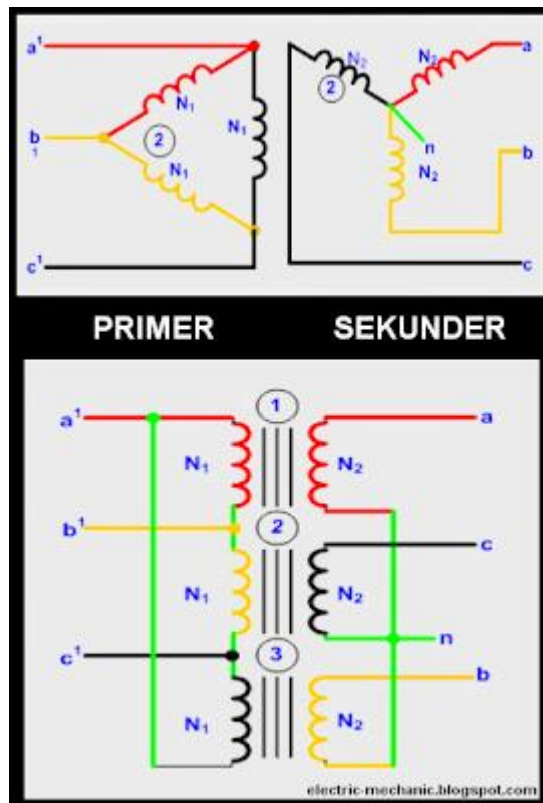 a¹
N₁
N₁
b₁
2
N₁
c¹
N₂
N₂
a
2
n
N₂
b
c
PRIMER
SEKUNDER
1
a¹
a
N₁
N₂
b¹
2
c
N₁
N₂
n
c¹
3
b
N₁
N₂
electric-mechanic.blogspot.com